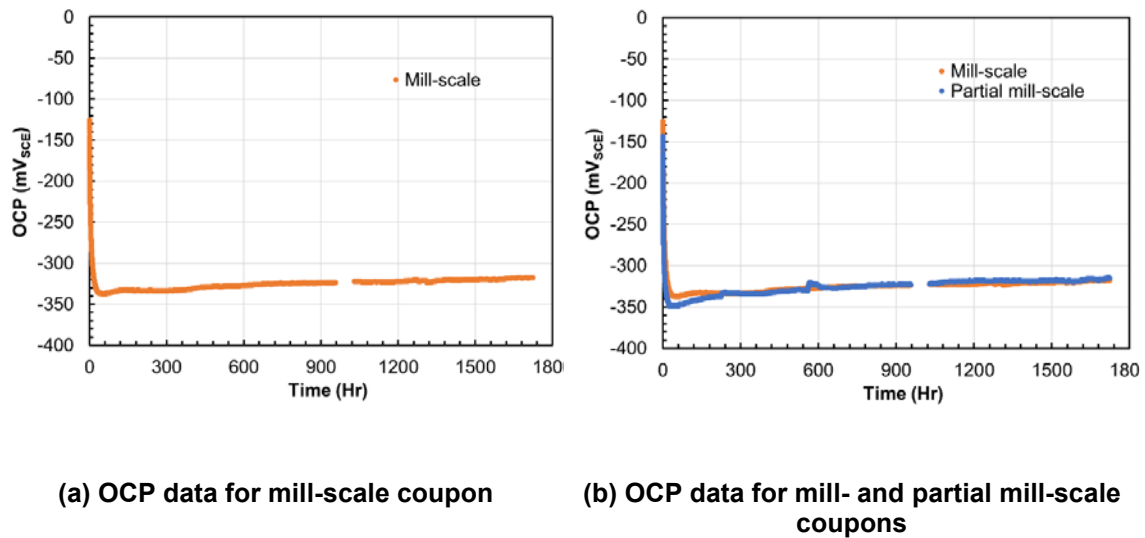 0
-50
-100
-150
-200
-250
-300
-350
-400
OCP (mVSCE)
Mill-scale
0 300 600 900 1200 1500 180
Time (Hr)
0
-50
-100
-150
-200
-250
-300
-350
-400
OCP (mVSCE)
Mill-scale
Partial mill-scale
0 300 600 900 1200 1500 180
Time (Hr)
(a) OCP data for mill-scale coupon
(b) OCP data for mill- and partial mill-scale
coupons